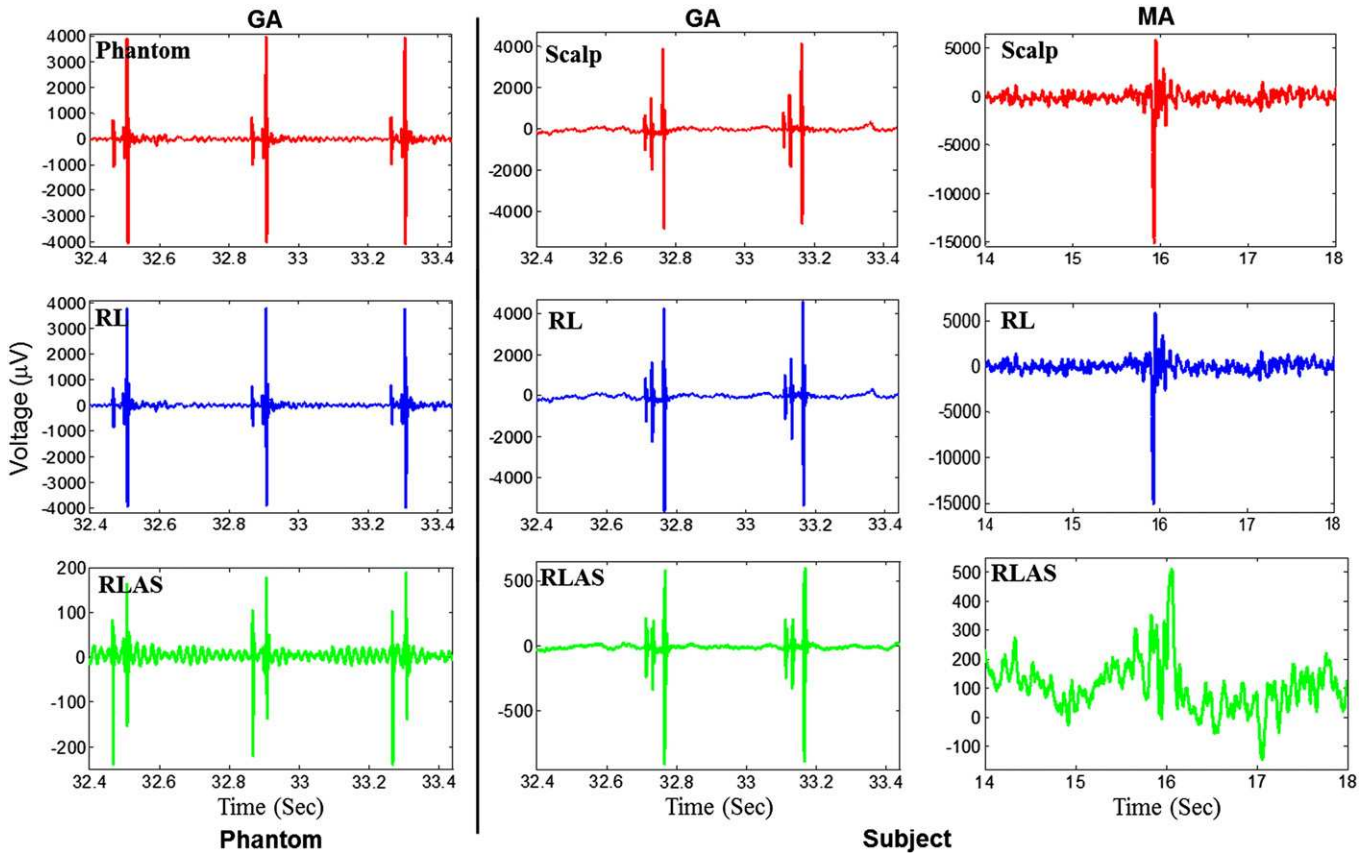 GA
GA
MA
Phantom
4000
3000
2000
1000
0
-1000
-2000
-3000
-4000
32.4 32.6 32.8 33 33.2 33.4
Scalp
4000
2000
0
-2000
-4000
32.4 32.6 32.8 33 33.2 33.4
Scalp
5000
0
-5000
-10000
-15000
14 15 16 17 18
Voltage (μV)
RL
4000
3000
2000
1000
0
-1000
-2000
-3000
-4000
32.4 32.6 32.8 33 33.2 33.4
RL
4000
2000
0
-2000
-4000
32.4 32.6 32.8 33 33.2 33.4
RL
5000
0
-5000
-10000
-15000
14 15 16 17 18
RLAS
200
100
0
-100
-200
32.4 32.6 32.8 33 33.2 33.4
Time (Sec)
RLAS
500
0
-500
32.4 32.6 32.8 33 33.2 33.4
Time (Sec)
RLAS
500
400
300
200
100
0
-100
14 15 16 17 18
Time (Sec)
Phantom
Subject